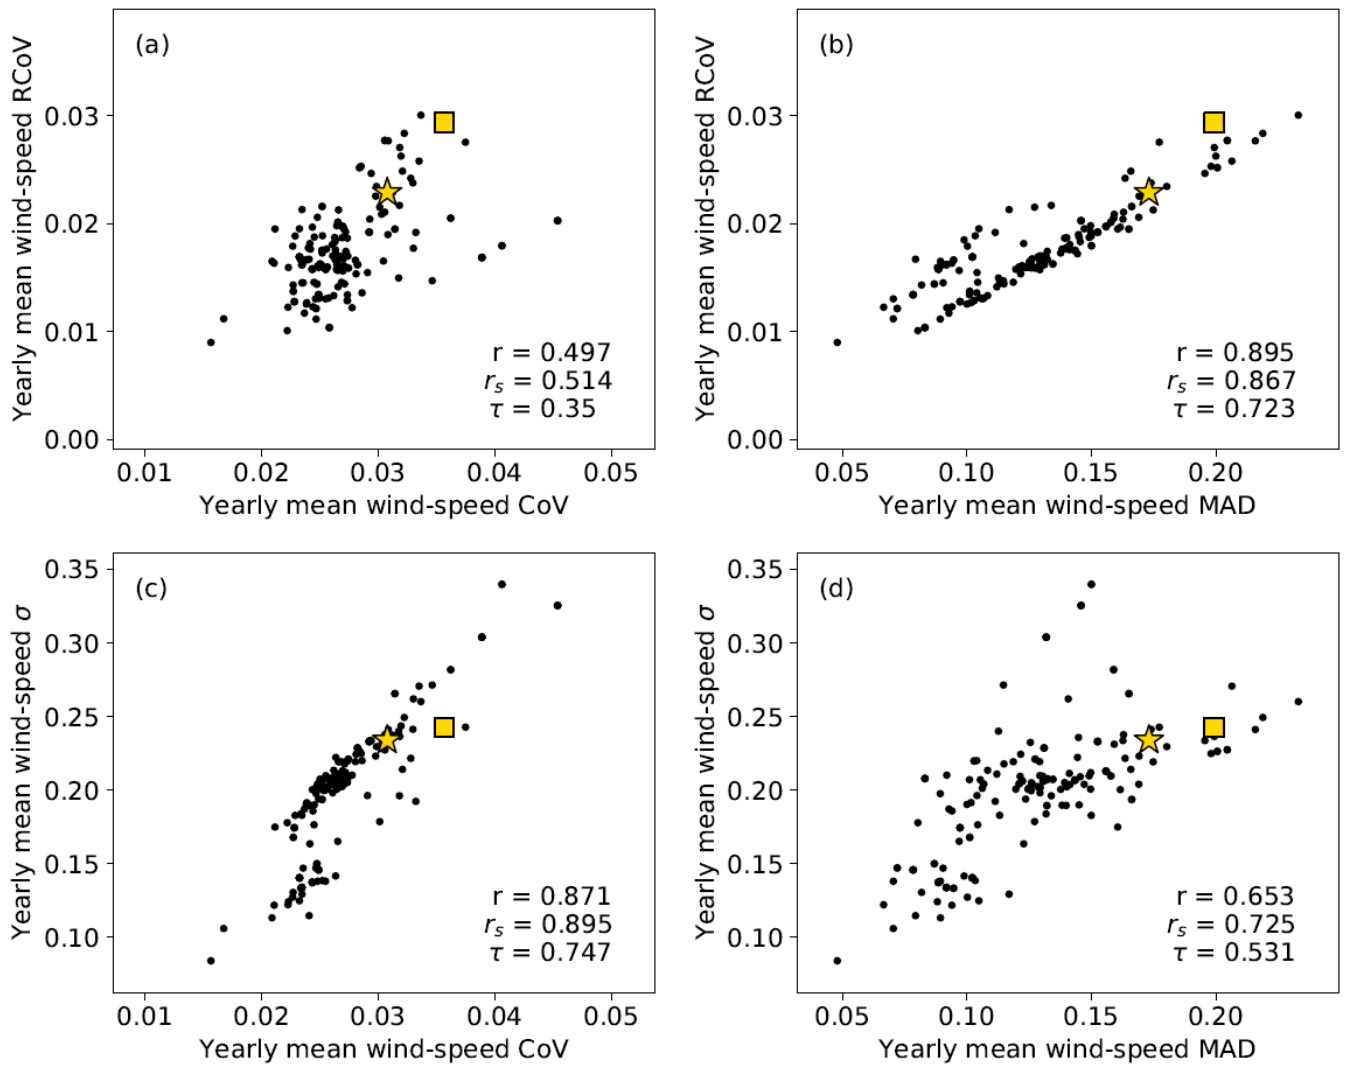 (a)
Yearly mean wind-speed RCoV
0.03
0.02
0.01
0.00
r = 0.497
r_s = 0.514
τ = 0.35
0.01 0.02 0.03 0.04 0.05
Yearly mean wind-speed CoV
(b)
Yearly mean wind-speed RCoV
0.03
0.02
0.01
0.00
r = 0.895
r_s = 0.867
τ = 0.723
0.05 0.10 0.15 0.20
Yearly mean wind-speed MAD
(c)
Yearly mean wind-speed σ
0.35
0.30
0.25
0.20
0.15
0.10
r = 0.871
r_s = 0.895
τ = 0.747
0.01 0.02 0.03 0.04 0.05
Yearly mean wind-speed CoV
(d)
Yearly mean wind-speed σ
0.35
0.30
0.25
0.20
0.15
0.10
r = 0.653
r_s = 0.725
τ = 0.531
0.05 0.10 0.15 0.20
Yearly mean wind-speed MAD